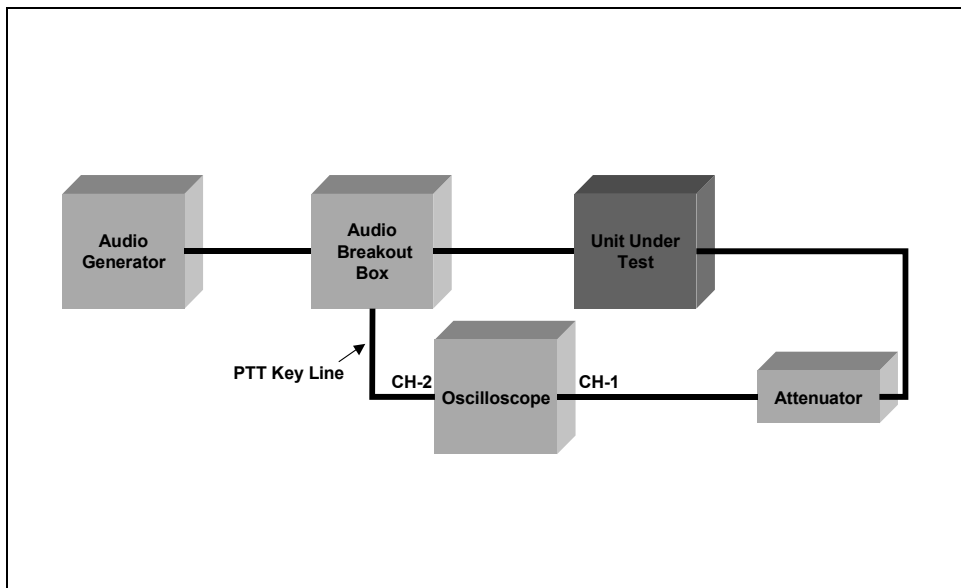 Audio
Generator
Audio
Breakout
Box
Unit Under
Test
PTT Key Line
CH-2
Oscilloscope
CH-1
Attenuator